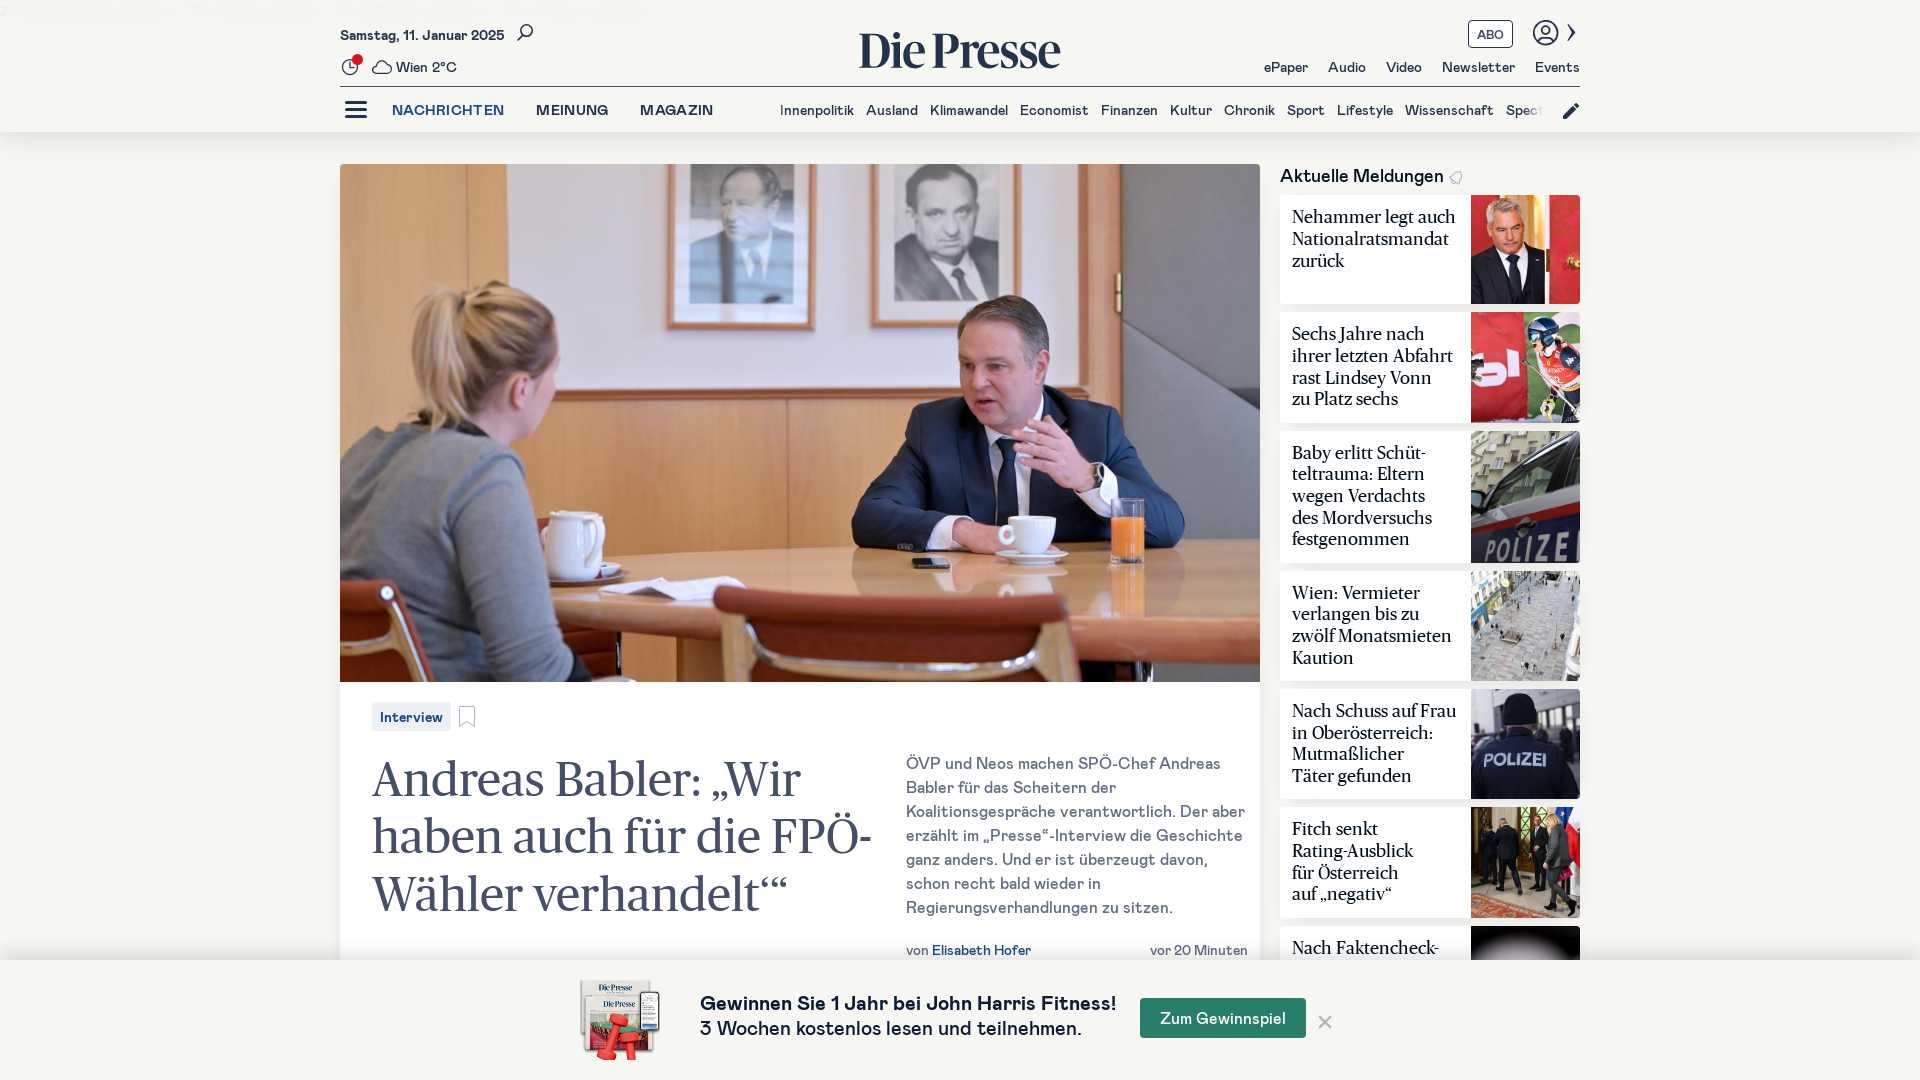 Samstag, 11. Januar 2025
Wien 2°C
Die Presse
ABO
ePaper Audio Video Newsletter Events
NACHRICHTEN MEINUNG MAGAZIN
Innenpolitik Ausland Klimawandel Economist Finanzen Kultur Chronik Sport Lifestyle Wissenschaft Spect
Interview
Andreas Babler: „Wir
haben auch für die FPÖ-
Wähler verhandelt‘“
ÖVP und Neos machen SPÖ-Chef Andreas
Babler für das Scheitern der
Koalitionsgespräche verantwortlich. Der aber
erzählt im „Presse“-Interview die Geschichte
ganz anders. Und er ist überzeugt davon,
schon recht bald wieder in
Regierungsverhandlungen zu sitzen.
von Elisabeth Hofer
vor 20 Minuten
Aktuelle Meldungen
Nehammer legt auch
Nationalratsmandat
zurück
Sechs Jahre nach
ihrer letzten Abfahrt
rast Lindsey Vonn
zu Platz sechs
Baby erlitt Schüt-
teltrauma: Eltern
wegen Verdachts
des Mordversuchs
festgenommen
POLIZEI
Wien: Vermieter
verlangen bis zu
zwölf Monatsmieten
Kaution
Nach Schuss auf Frau
in Oberösterreich:
Mutmaßlicher
Täter gefunden
POLIZEI
Fitch senkt
Rating-Ausblick
für Österreich
auf „negativ“
Nach Faktencheck-
Die Presse
Die Presse
Gewinnen Sie 1 Jahr bei John Harris Fitness!
3 Wochen kostenlos lesen und teilnehmen.
Zum Gewinnspiel